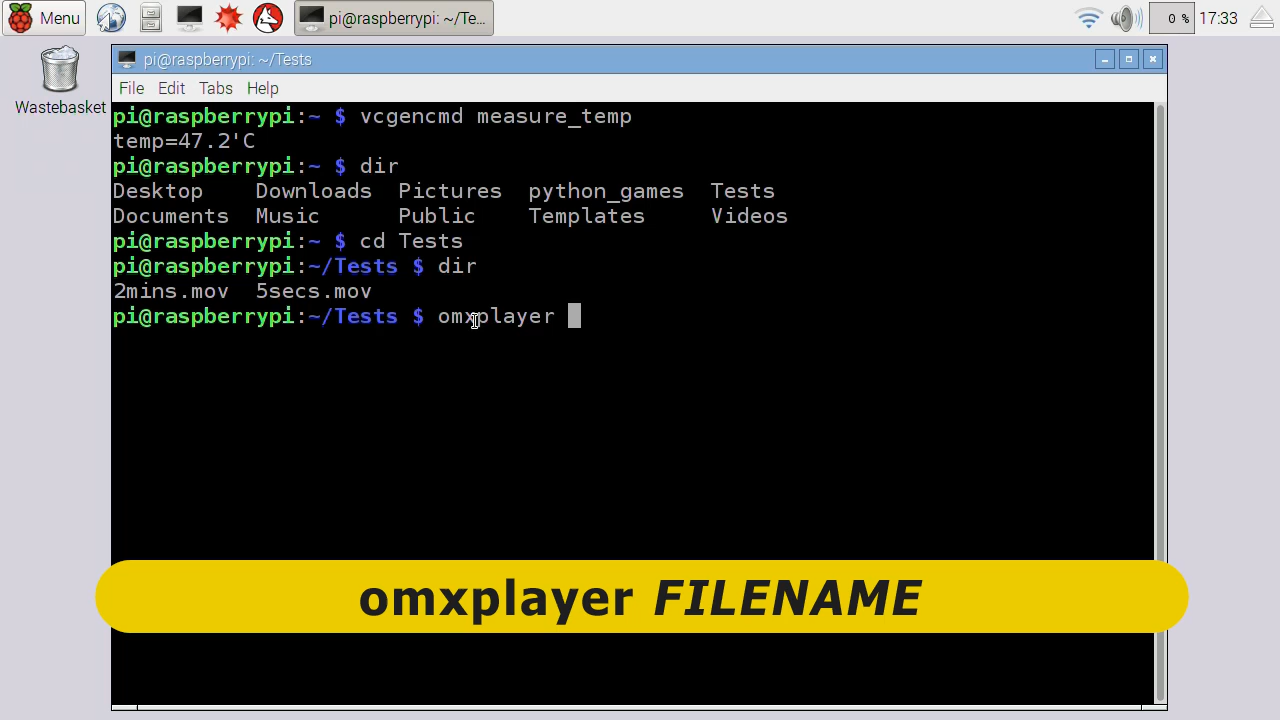 Menu
pi@raspberrypi: ~/Te...
0 %
17:33
Wastebasket
pi@raspberrypi: ~/Tests
File Edit Tabs Help
pi@raspberrypi:~ $ vcgencmd measure_temp
temp=47.2'C
pi@raspberrypi:~ $ dir
Desktop Downloads Pictures python_games Tests
Documents Music Public Templates Videos
pi@raspberrypi:~ $ cd Tests
pi@raspberrypi:~/Tests $ dir
2mins.mov 5secs.mov
pi@raspberrypi:~/Tests $ omxplayer
omxplayer FILENAME